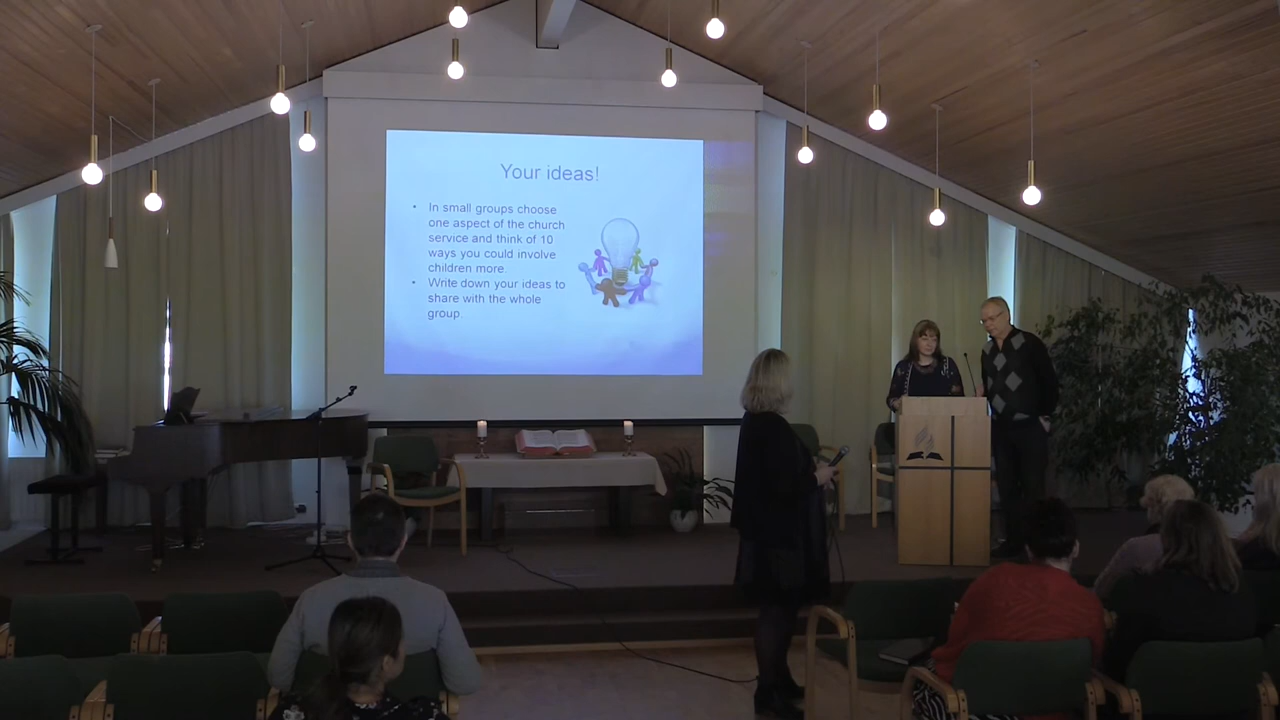 Your ideas!
• In small groups choose
one aspect of the church
service and think of 10
ways you could involve
children more.
• Write down your ideas to
share with the whole
group.